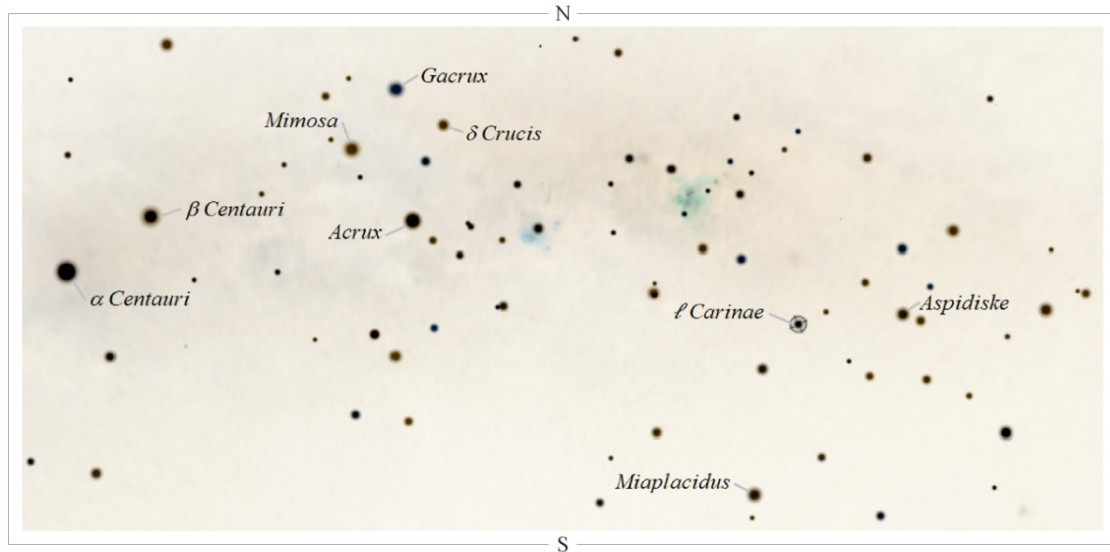 N
Gacrux
Mimosa
δ Crucis
β Centauri
Acrux
α Centauri
ℓ Carinae
Aspidiske
Miaplacidus
S